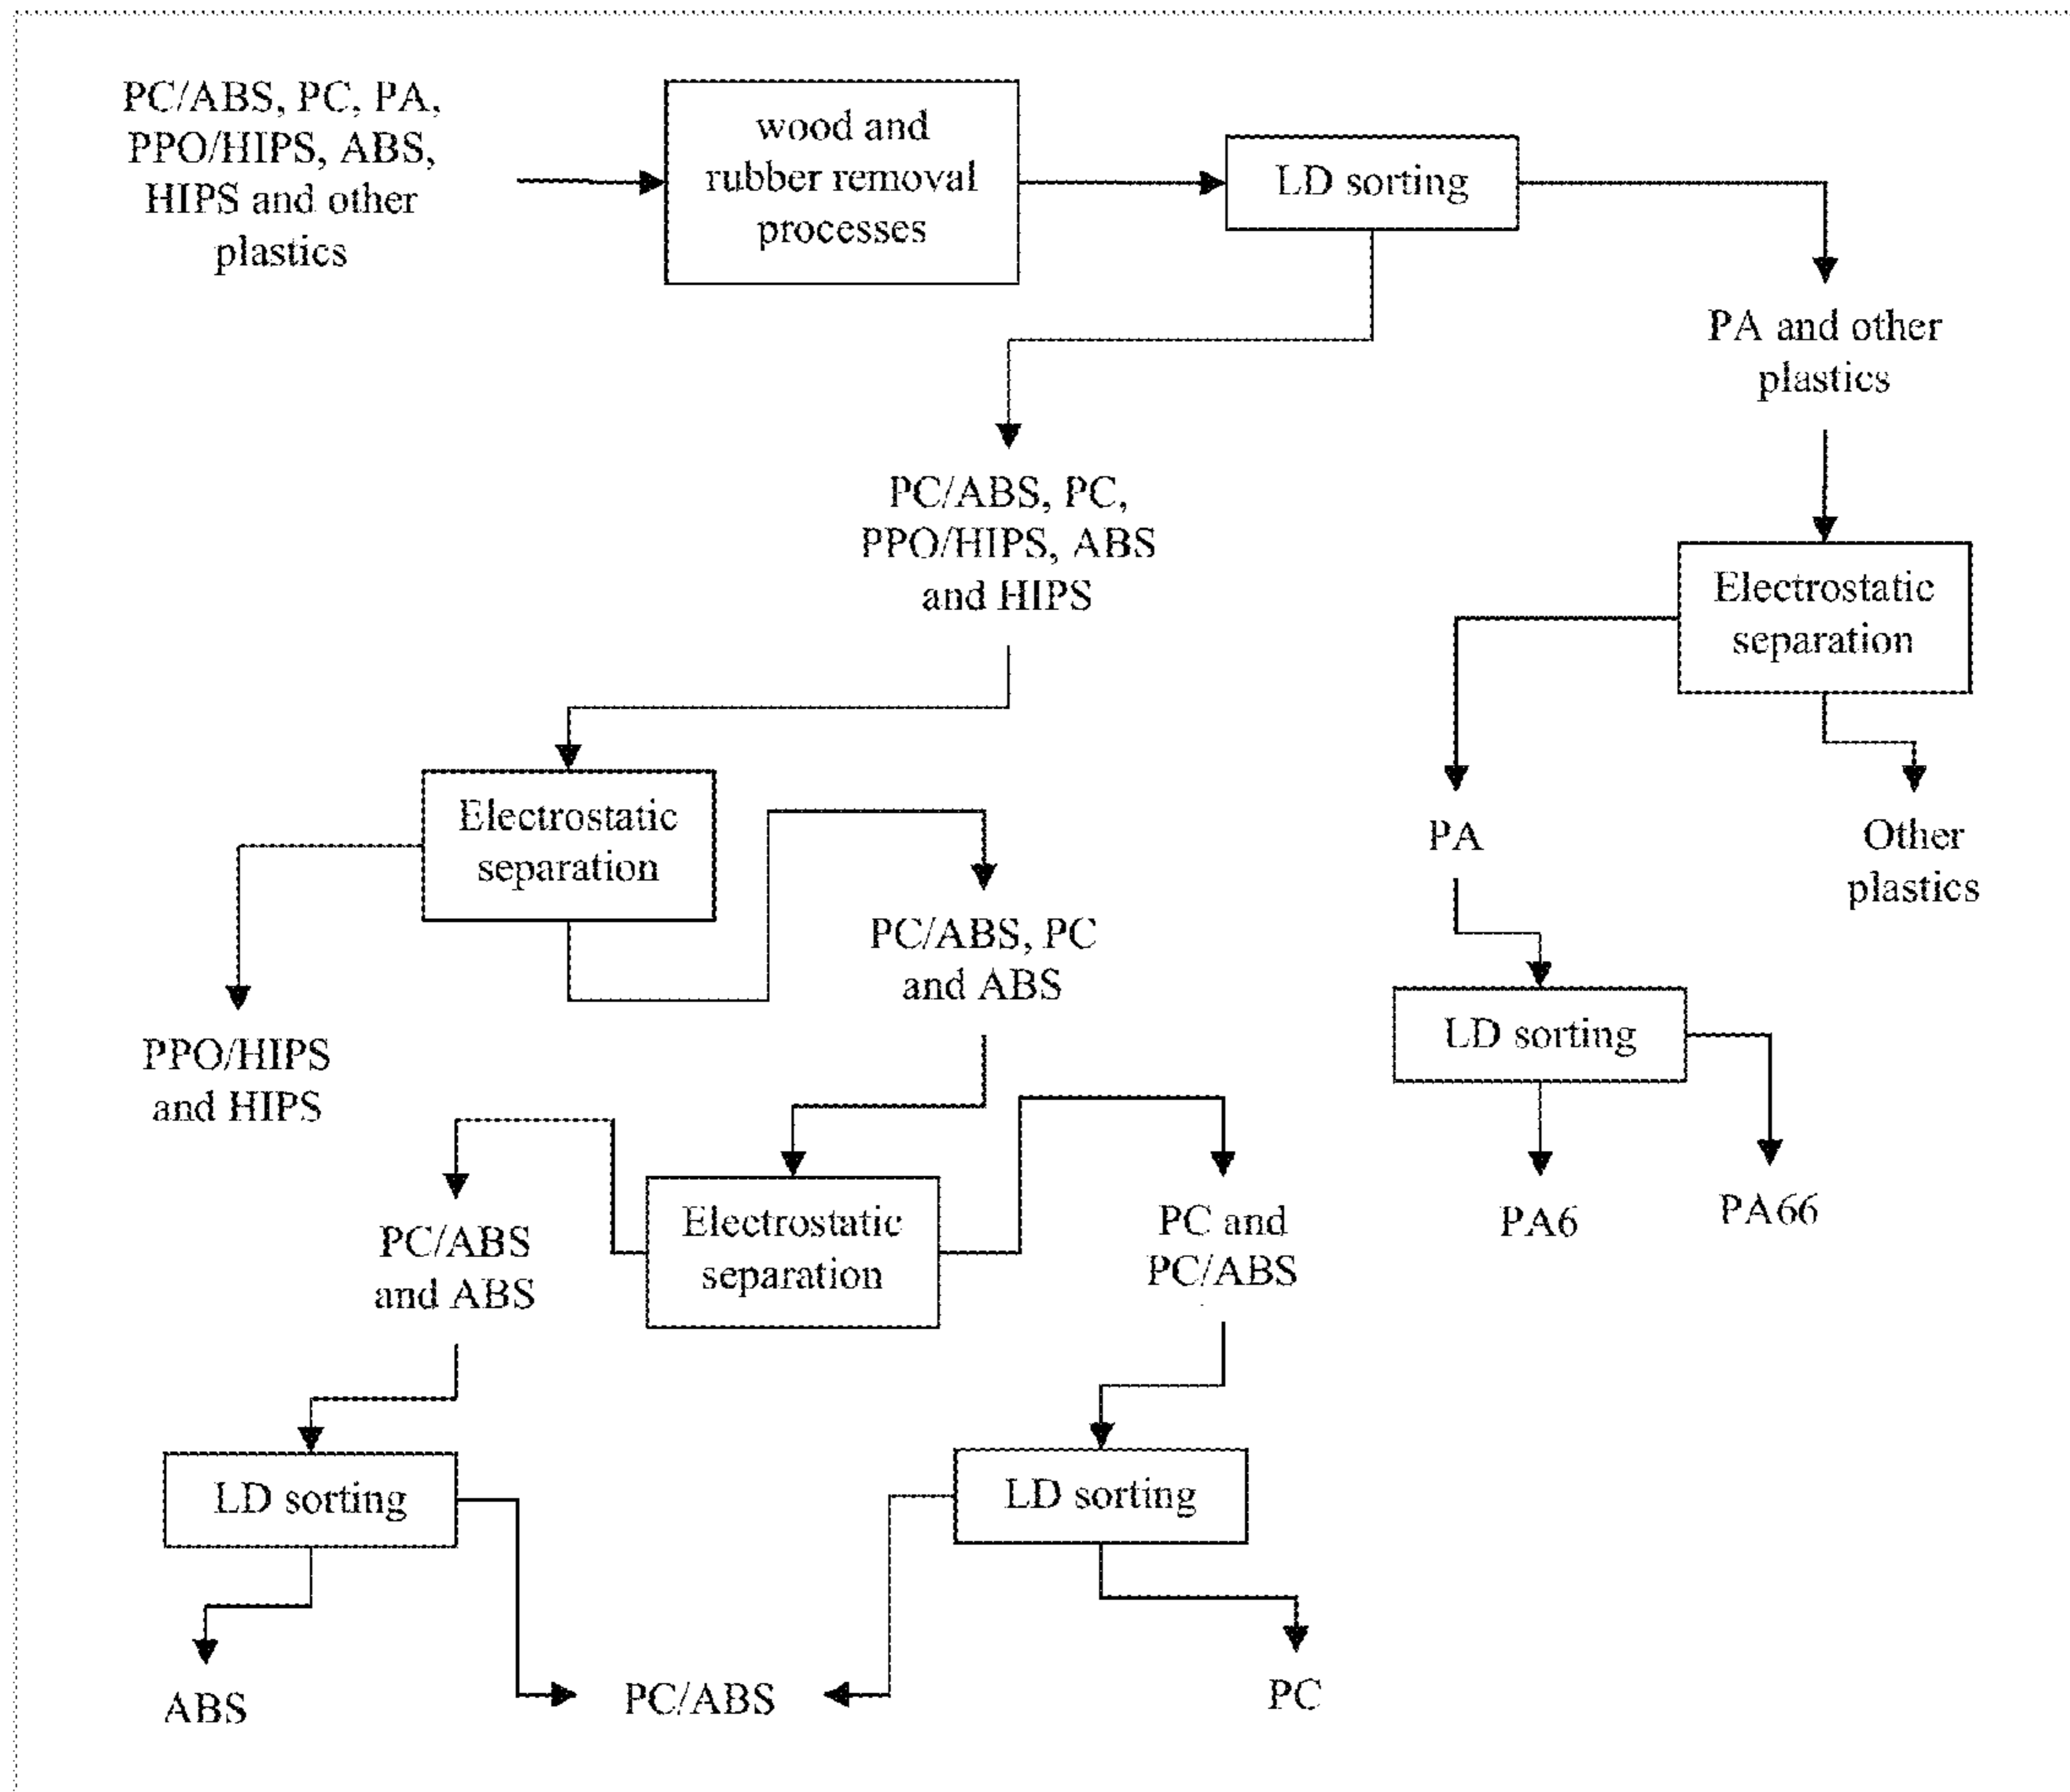 PC/ABS, PC, PA,
PPO/HIPS, ABS,
HIPS and other
plastics
wood and
rubber removal
processes
LD sorting
PA and other
plastics
PC/ABS, PC,
PPO/HIPS, ABS
and HIPS
Electrostatic
separation
Electrostatic
separation
PA
Other
plastics
PC/ABS, PC
and ABS
LD sorting
PPO/HIPS
and HIPS
PA6
PA66
PC/ABS
and ABS
Electrostatic
separation
PC and
PC/ABS
LD sorting
LD sorting
ABS
PC/ABS
PC